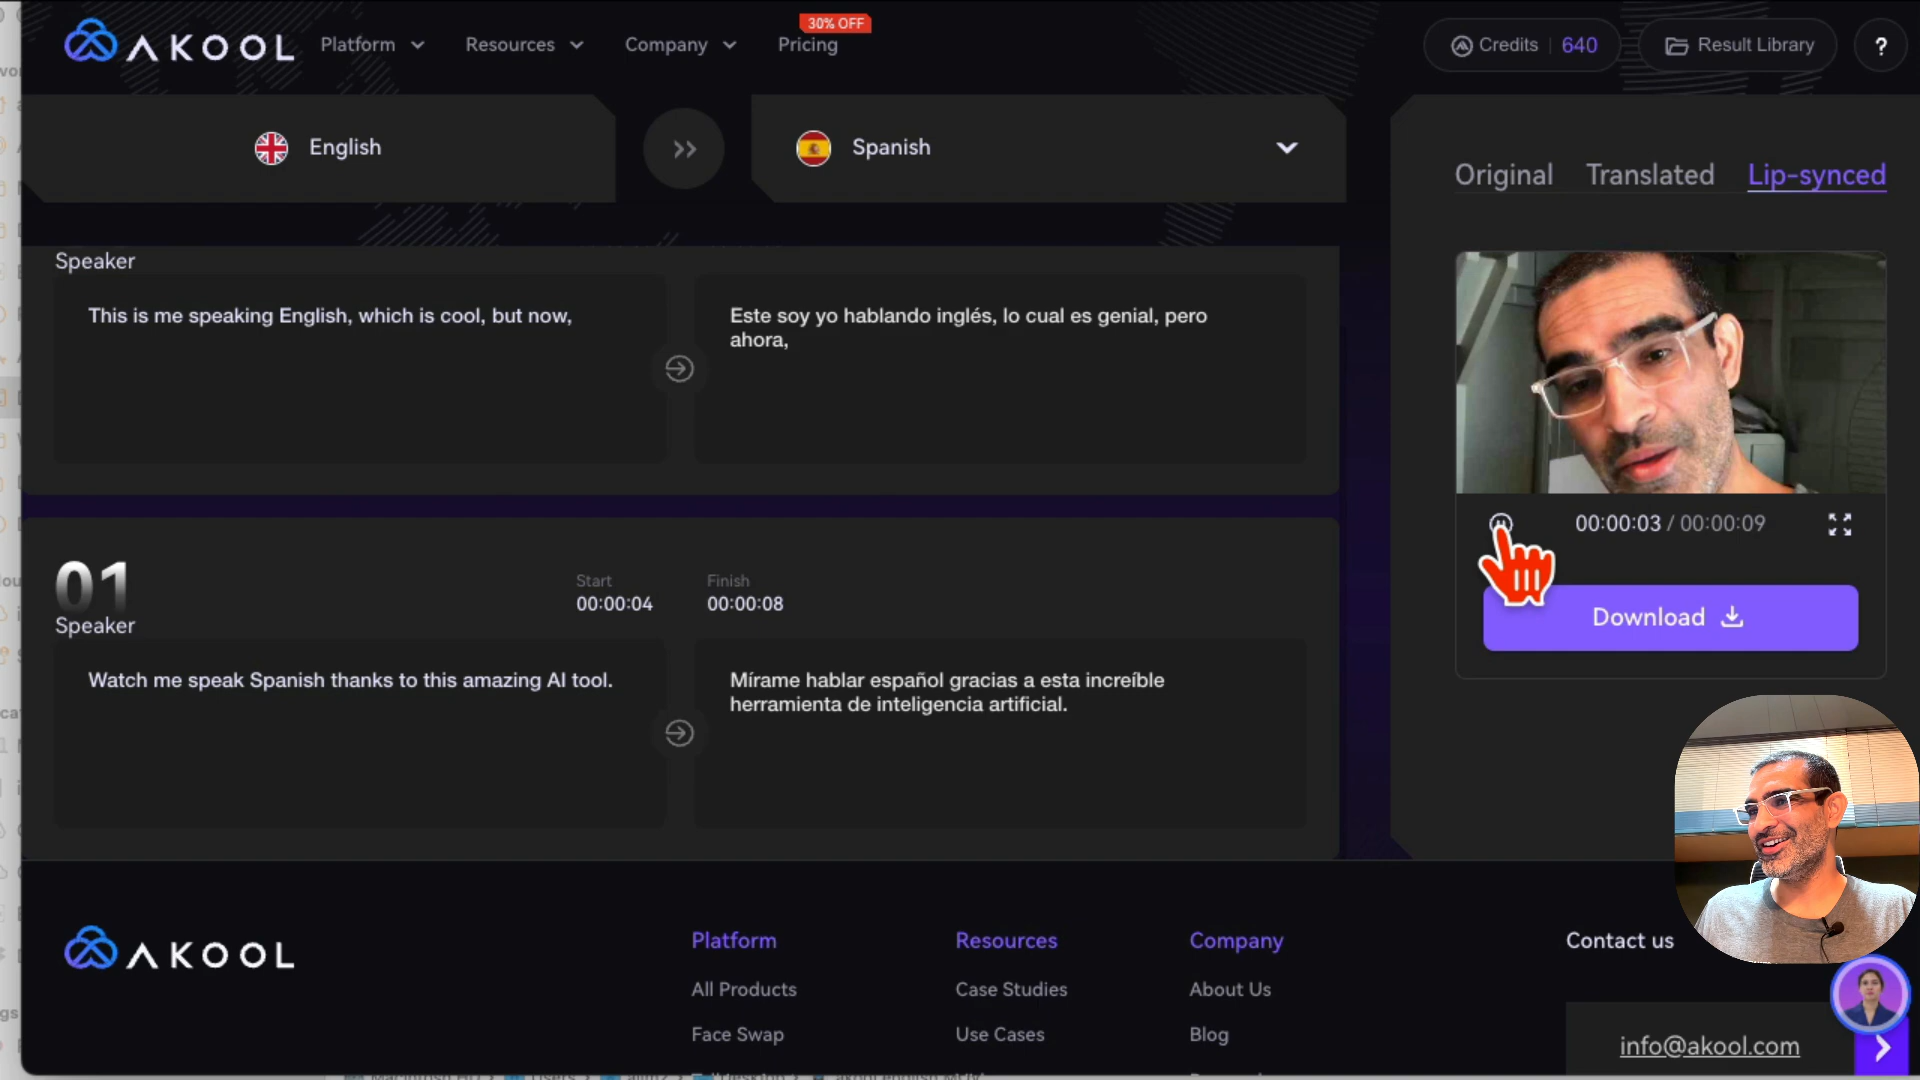 AKOOL
Platform
Resources
Company
30% OFF
Pricing
Credits 640
Result Library
?
English
Spanish
Original Translated Lip-synced
Speaker
This is me speaking English, which is cool, but now,
Este soy yo hablando inglés, lo cual es genial, pero
ahora,
00:00:03 / 00:00:09
Download
01
Speaker
Start
00:00:04
Finish
00:00:08
Watch me speak Spanish thanks to this amazing AI tool.
Mírame hablar español gracias a esta increíble
herramienta de inteligencia artificial.
AKOOL
Platform
All Products
Face Swap
Resources
Case Studies
Use Cases
Company
About Us
Blog
Contact us
info@akool.com